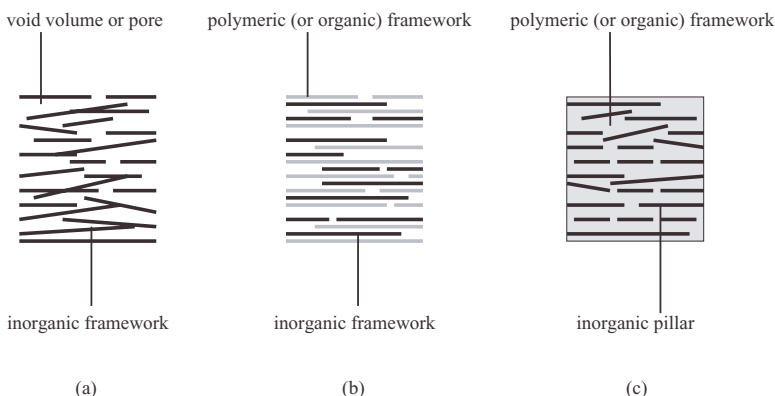 void volume or pore
polymeric (or organic) framework
polymeric (or organic) framework
inorganic framework
inorganic framework
inorganic pillar
(a)
(b)
(c)